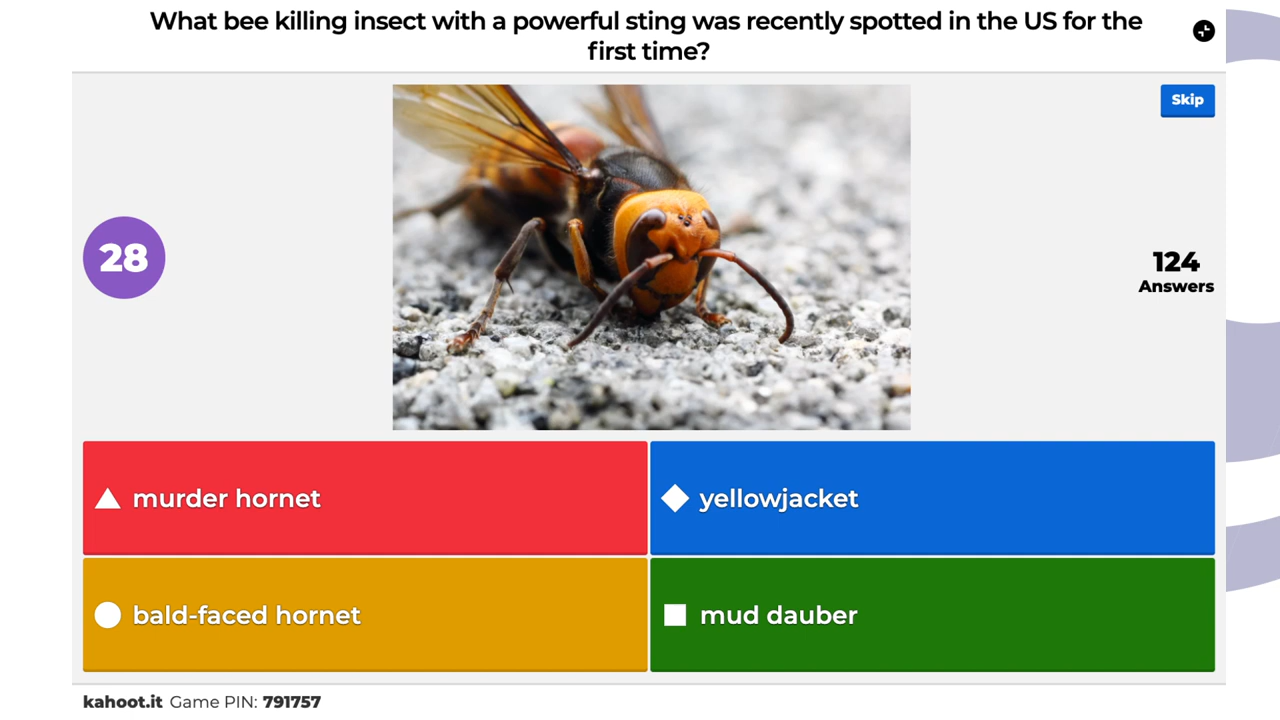 What bee killing insect with a powerful sting was recently spotted in the US for the
first time?
Skip
28
124
Answers
murder hornet
yellowjacket
bald-faced hornet
mud dauber
kahoot.it Game PIN: 791757